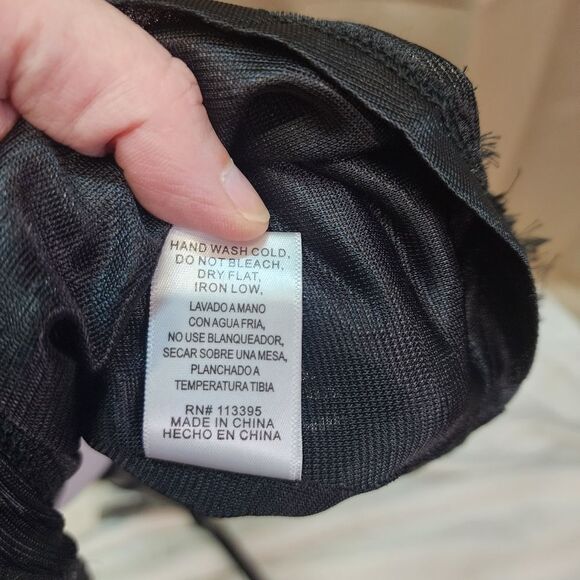 HAND WASH COLD,
DO NOT BLEACH,
DRY FLAT,
IRON LOW,
LAVADO A MANO
CON AGUA FRIA,
NO USE BLANQUEADOR,
SECAR SOBRE UNA MESA,
PLANCHADO A
TEMPERATURA TIBIA
RN# 113395
MADE IN CHINA
HECHO EN CHINA